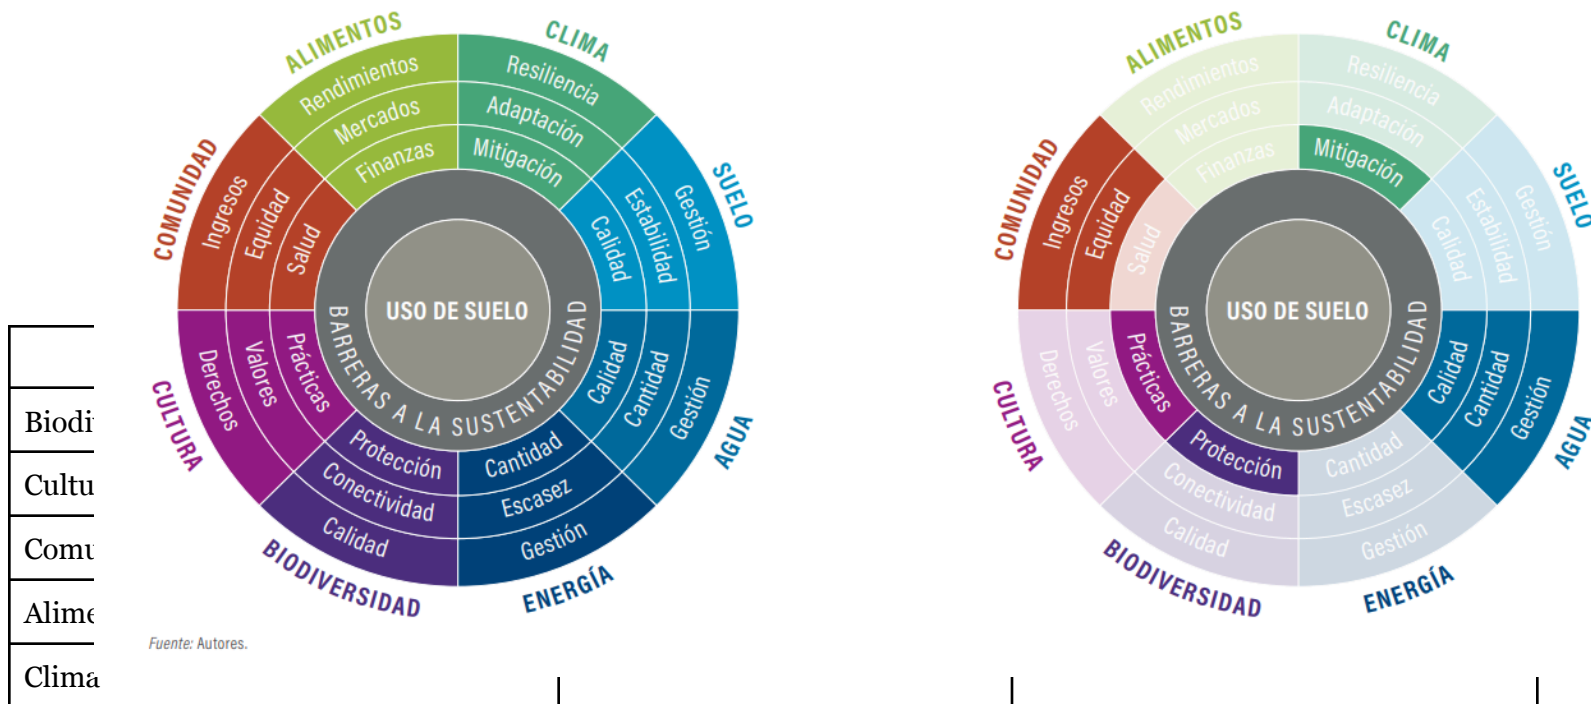 ALIMENTOS
Rendimientos
Mercados
Finanzas
CLIMA
Resiliencia
Adaptación
Mitigación
SUELO
Gestión
Estabilidad
Calidad
AGUA
Calidad
Cantidad
Gestión
ENERGÍA
Cantidad
Escasez
Gestión
BIODIVERSIDAD
Protección
Conectividad
Calidad
CULTURA
Derechos
Valores
Prácticas
COMUNIDAD
Ingresos
Equidad
Salud
USO DE SUELO
BARRERAS A LA SUSTENTABILIDAD
Fuente: Autores.
ALIMENTOS
Rendimientos
Mercados
Finanzas
CLIMA
Resiliencia
Adaptación
Mitigación
SUELO
Gestión
Estabilidad
Calidad
AGUA
Calidad
Cantidad
Gestión
ENERGÍA
Cantidad
Escasez
Gestión
BIODIVERSIDAD
Protección
Conectividad
Calidad
CULTURA
Derechos
Valores
Prácticas
COMUNIDAD
Ingresos
Equidad
Salud
USO DE SUELO
BARRERAS A LA SUSTENTABILIDAD
Clima